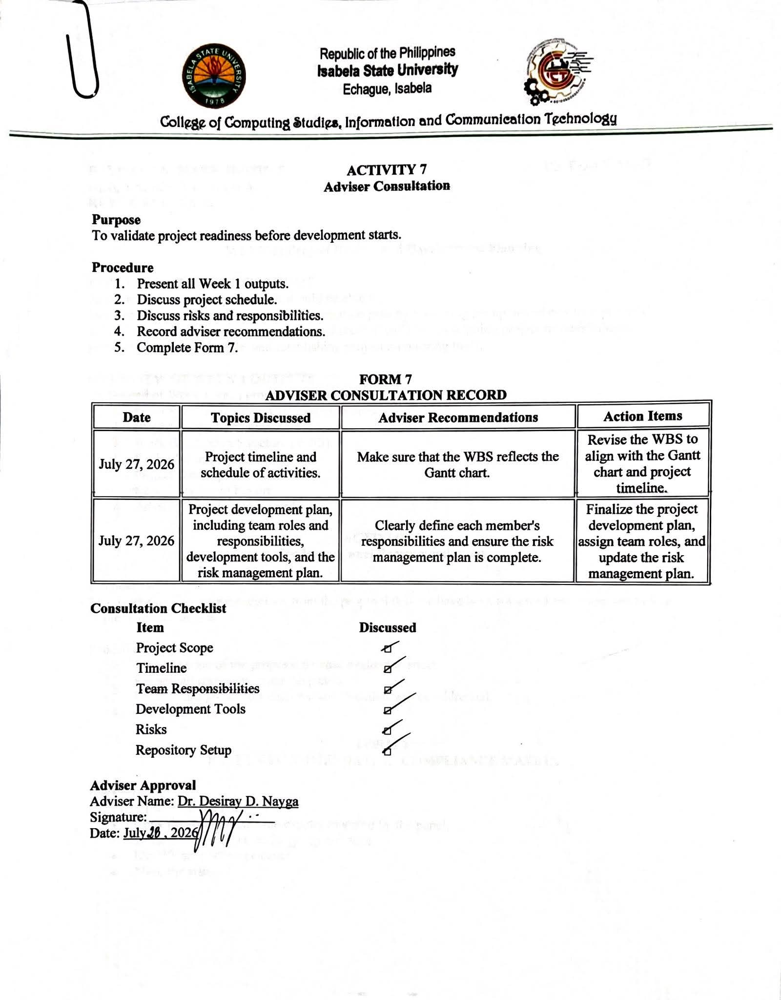 Republic of the Philippines
Isabela State University
Echague, Isabela
ISABELA STATE UNIVERSITY
1978
ICT
College of Computing Studies, Information and Communication Technology
ACTIVITY 7
Adviser Consultation
Purpose
To validate project readiness before development starts.
Procedure
1. Present all Week 1 outputs.
2. Discuss project schedule.
3. Discuss risks and responsibilities.
4. Record adviser recommendations.
5. Complete Form 7.
FORM 7
ADVISER CONSULTATION RECORD
Date Topics Discussed Adviser Recommendations Action Items
July 27, 2026
Project timeline and
schedule of activities.
Make sure that the WBS reflects the
Gantt chart.
Revise the WBS to
align with the Gantt
chart and project
timeline.
July 27, 2026
Project development plan,
including team roles and
responsibilities,
development tools, and the
risk management plan.
Clearly define each member's
responsibilities and ensure the risk
management plan is complete.
Finalize the project
development plan,
assign team roles, and
update the risk
management plan.
Consultation Checklist
Item Discussed
Project Scope
Timeline
Team Responsibilities
Development Tools
Risks
Repository Setup
Adviser Approval
Adviser Name: Dr. Desiray D. Nayga
Signature:
Date: July 28, 2026